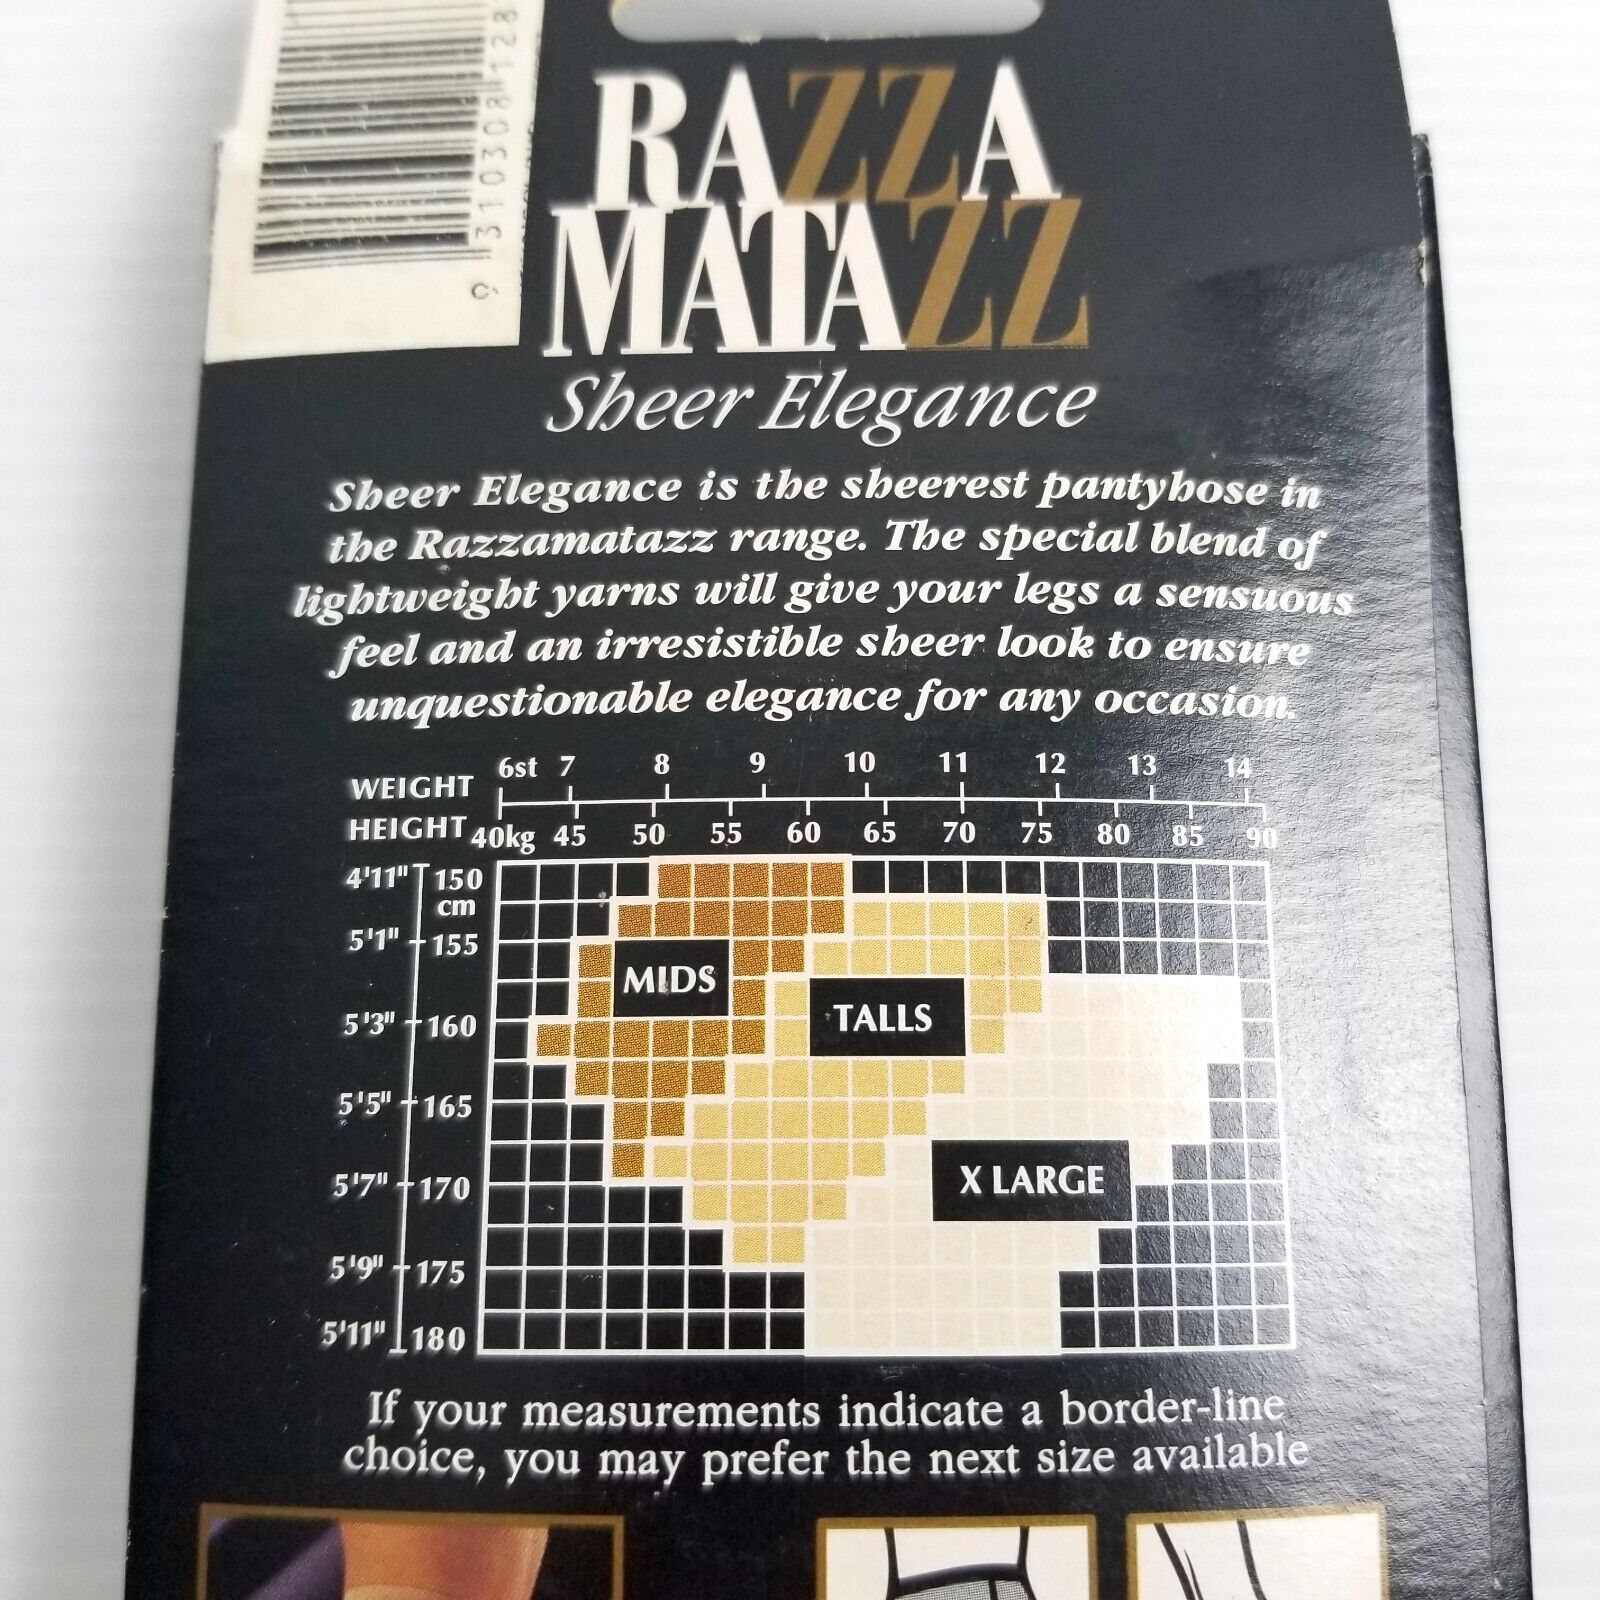 9 310308 128
RAZZA
MATAZZ
Sheer Elegance
Sheer Elegance is the sheerest pantyhose in
the Razzamatazz range. The special blend of
lightweight yarns will give your legs a sensuous
feel and an irresistible sheer look to ensure
unquestionable elegance for any occasion.
WEIGHT 6st 7 8 9 10 11 12 13 14
HEIGHT 40kg 45 50 55 60 65 70 75 80 85 90
4'11" 150
cm
5'1" 155
MIDS
TALLS
5'3" 160
5'5" 165
X LARGE
5'7" 170
5'9" 175
5'11" 180
If your measurements indicate a border-line
choice, you may prefer the next size available